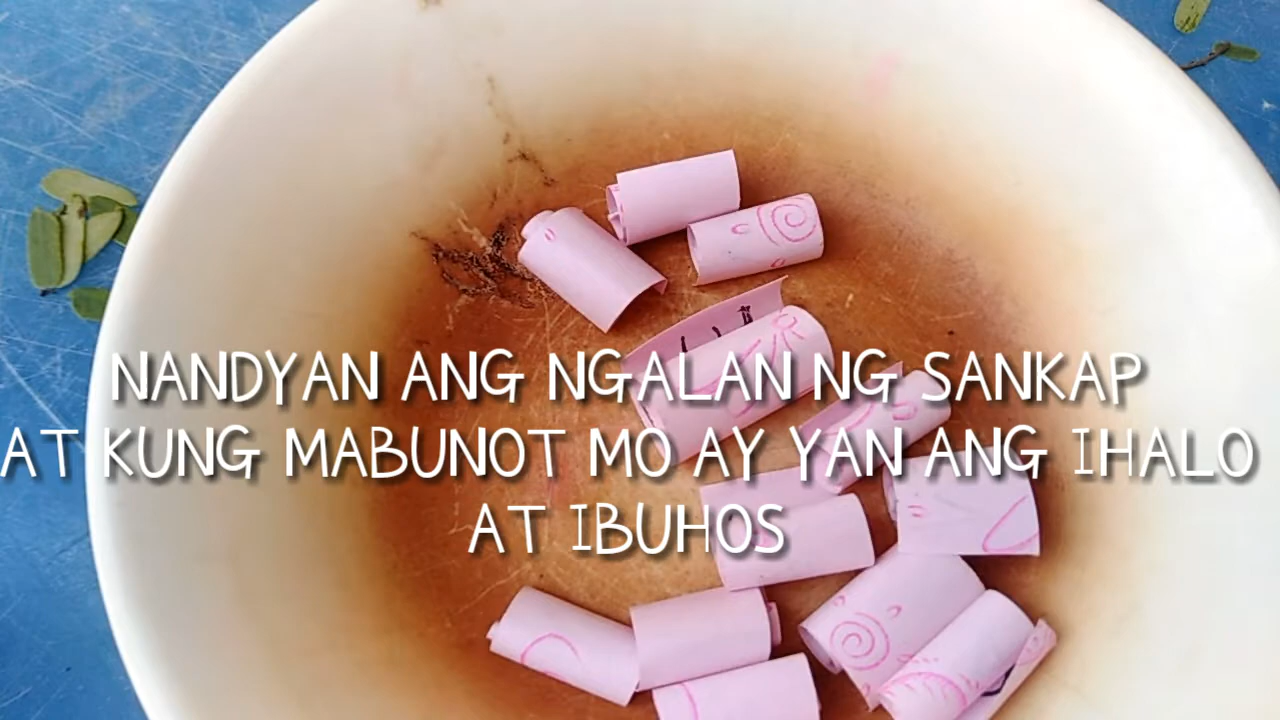 NANDYAN ANG NGALAN NG SANKAP
AT KUNG MABUNOT MO AY YAN ANG IHALO
AT IBUHOS